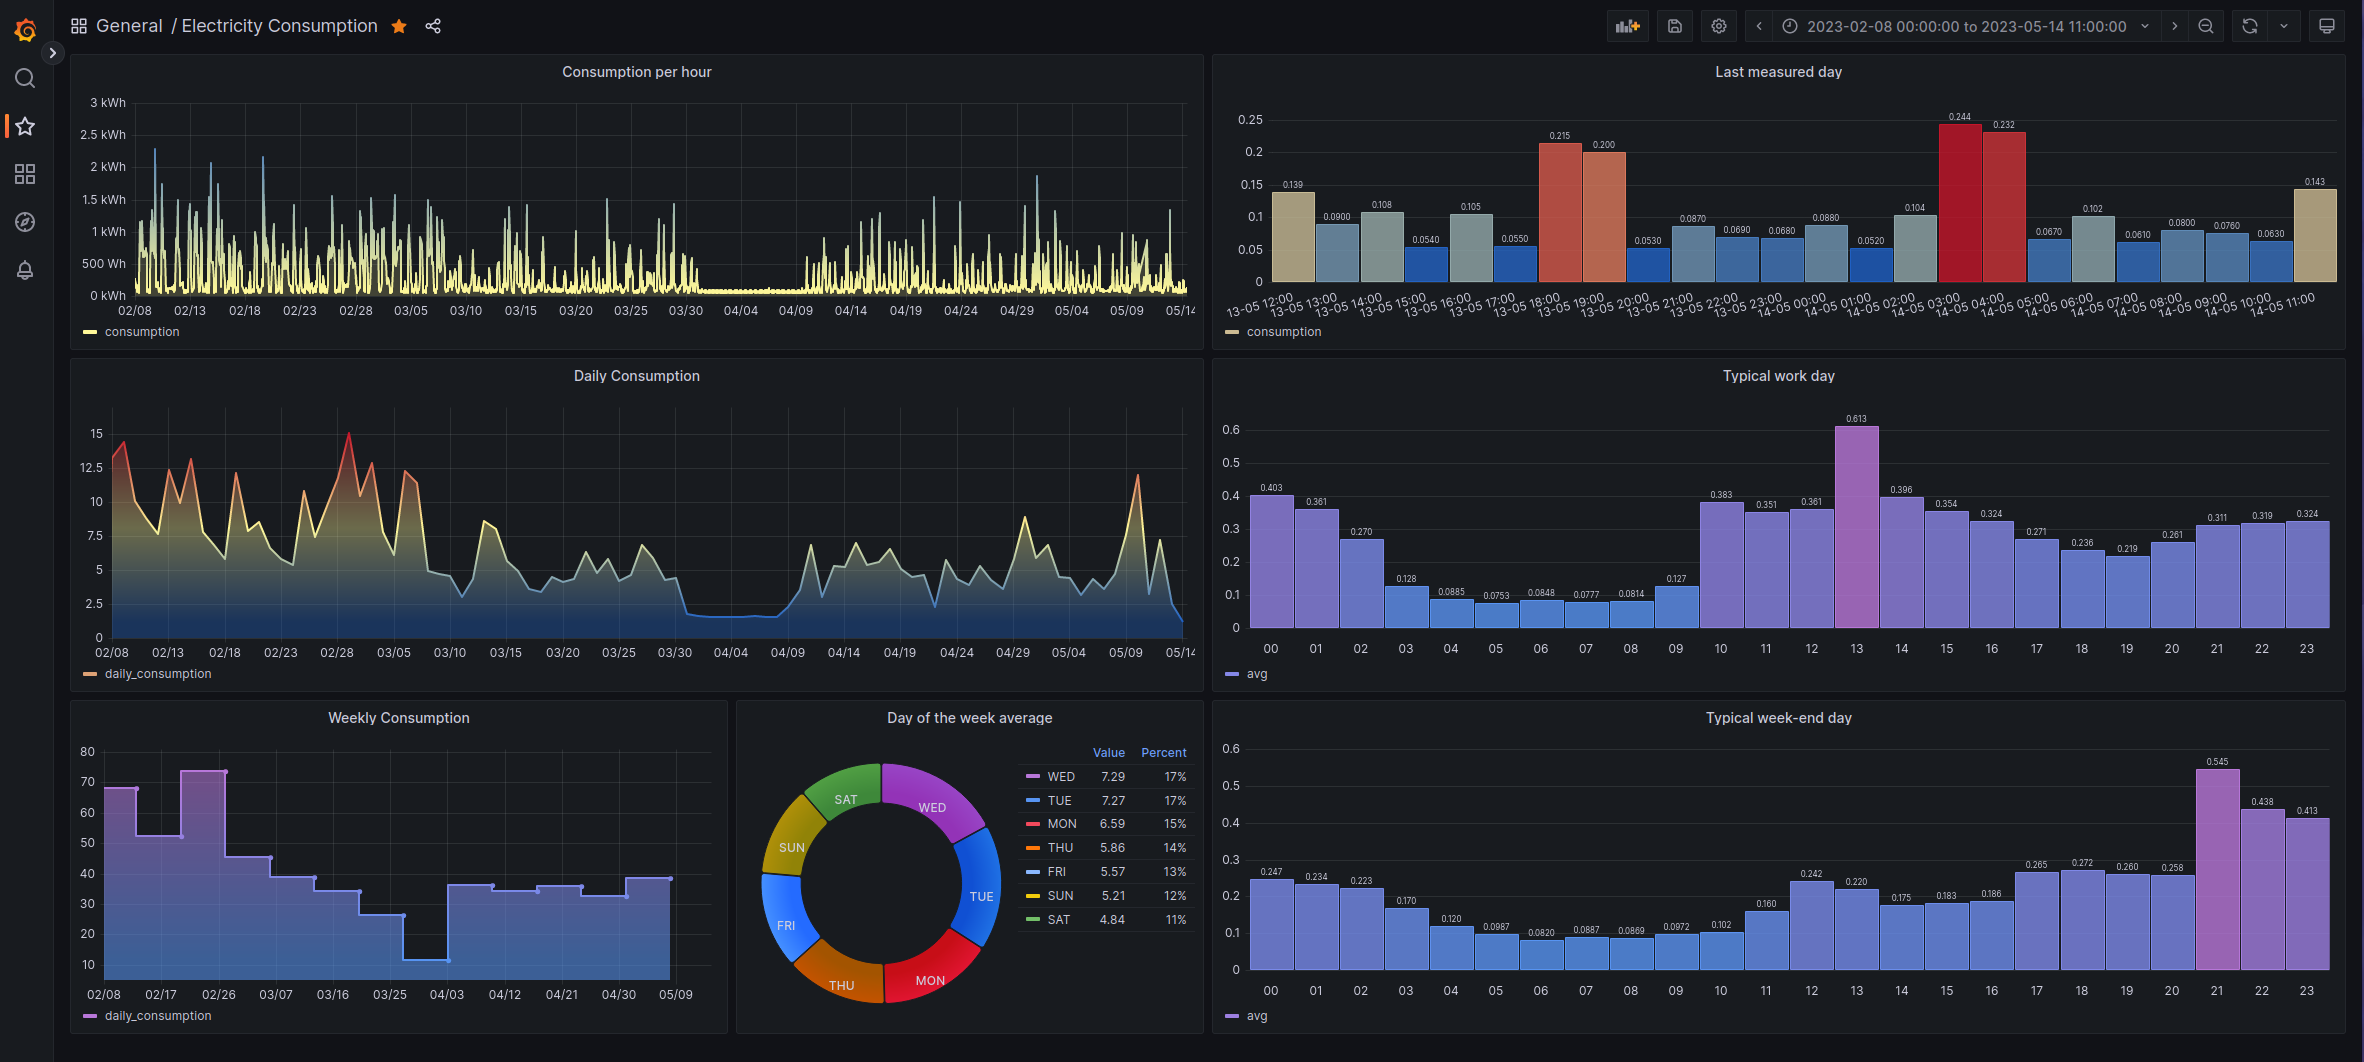 General / Electricity Consumption
2023-02-08 00:00:00 to 2023-05-14 11:00:00
Consumption per hour
3 kWh
2.5 kWh
2 kWh
1.5 kWh
1 kWh
500 Wh
0 kWh
02/08 02/13 02/18 02/23 02/28 03/05 03/10 03/15 03/20 03/25 03/30 04/04 04/09 04/14 04/19 04/24 04/29 05/04 05/09 05/14
consumption
Last measured day
0.25
0.2
0.15
0.1
0.05
0
0.139 0.0900 0.108 0.0540 0.105 0.0550 0.215 0.200 0.0530 0.0870 0.0690 0.0680 0.0880 0.0520 0.104 0.244 0.232 0.0670 0.102 0.0610 0.0800 0.0760 0.0630 0.143
13-05 12:00 13-05 13:00 13-05 14:00 13-05 15:00 13-05 16:00 13-05 17:00 13-05 18:00 13-05 19:00 13-05 20:00 13-05 21:00 13-05 22:00 13-05 23:00 14-05 00:00 14-05 01:00 14-05 02:00 14-05 03:00 14-05 04:00 14-05 05:00 14-05 06:00 14-05 07:00 14-05 08:00 14-05 09:00 14-05 10:00 14-05 11:00
consumption
Daily Consumption
15
12.5
10
7.5
5
2.5
0
02/08 02/13 02/18 02/23 02/28 03/05 03/10 03/15 03/20 03/25 03/30 04/04 04/09 04/14 04/19 04/24 04/29 05/04 05/09 05/14
daily_consumption
Typical work day
0.6
0.5
0.4
0.3
0.2
0.1
0
0.403 0.361 0.270 0.128 0.0885 0.0753 0.0848 0.0777 0.0814 0.127 0.383 0.351 0.361 0.613 0.396 0.354 0.324 0.271 0.236 0.219 0.261 0.311 0.319 0.324
00 01 02 03 04 05 06 07 08 09 10 11 12 13 14 15 16 17 18 19 20 21 22 23
avg
Weekly Consumption
80
70
60
50
40
30
20
10
02/08 02/17 02/26 03/07 03/16 03/25 04/03 04/12 04/21 04/30 05/09
daily_consumption
Day of the week average
SAT
WED
SUN
TUE
FRI
THU
MON
Value Percent
WED 7.29 17%
TUE 7.27 17%
MON 6.59 15%
THU 5.86 14%
FRI 5.57 13%
SUN 5.21 12%
SAT 4.84 11%
Typical week-end day
0.6
0.5
0.4
0.3
0.2
0.1
0
0.247 0.234 0.223 0.170 0.120 0.0987 0.0820 0.0887 0.0869 0.0972 0.102 0.160 0.242 0.220 0.175 0.183 0.186 0.265 0.272 0.260 0.258 0.545 0.438 0.413
00 01 02 03 04 05 06 07 08 09 10 11 12 13 14 15 16 17 18 19 20 21 22 23
avg